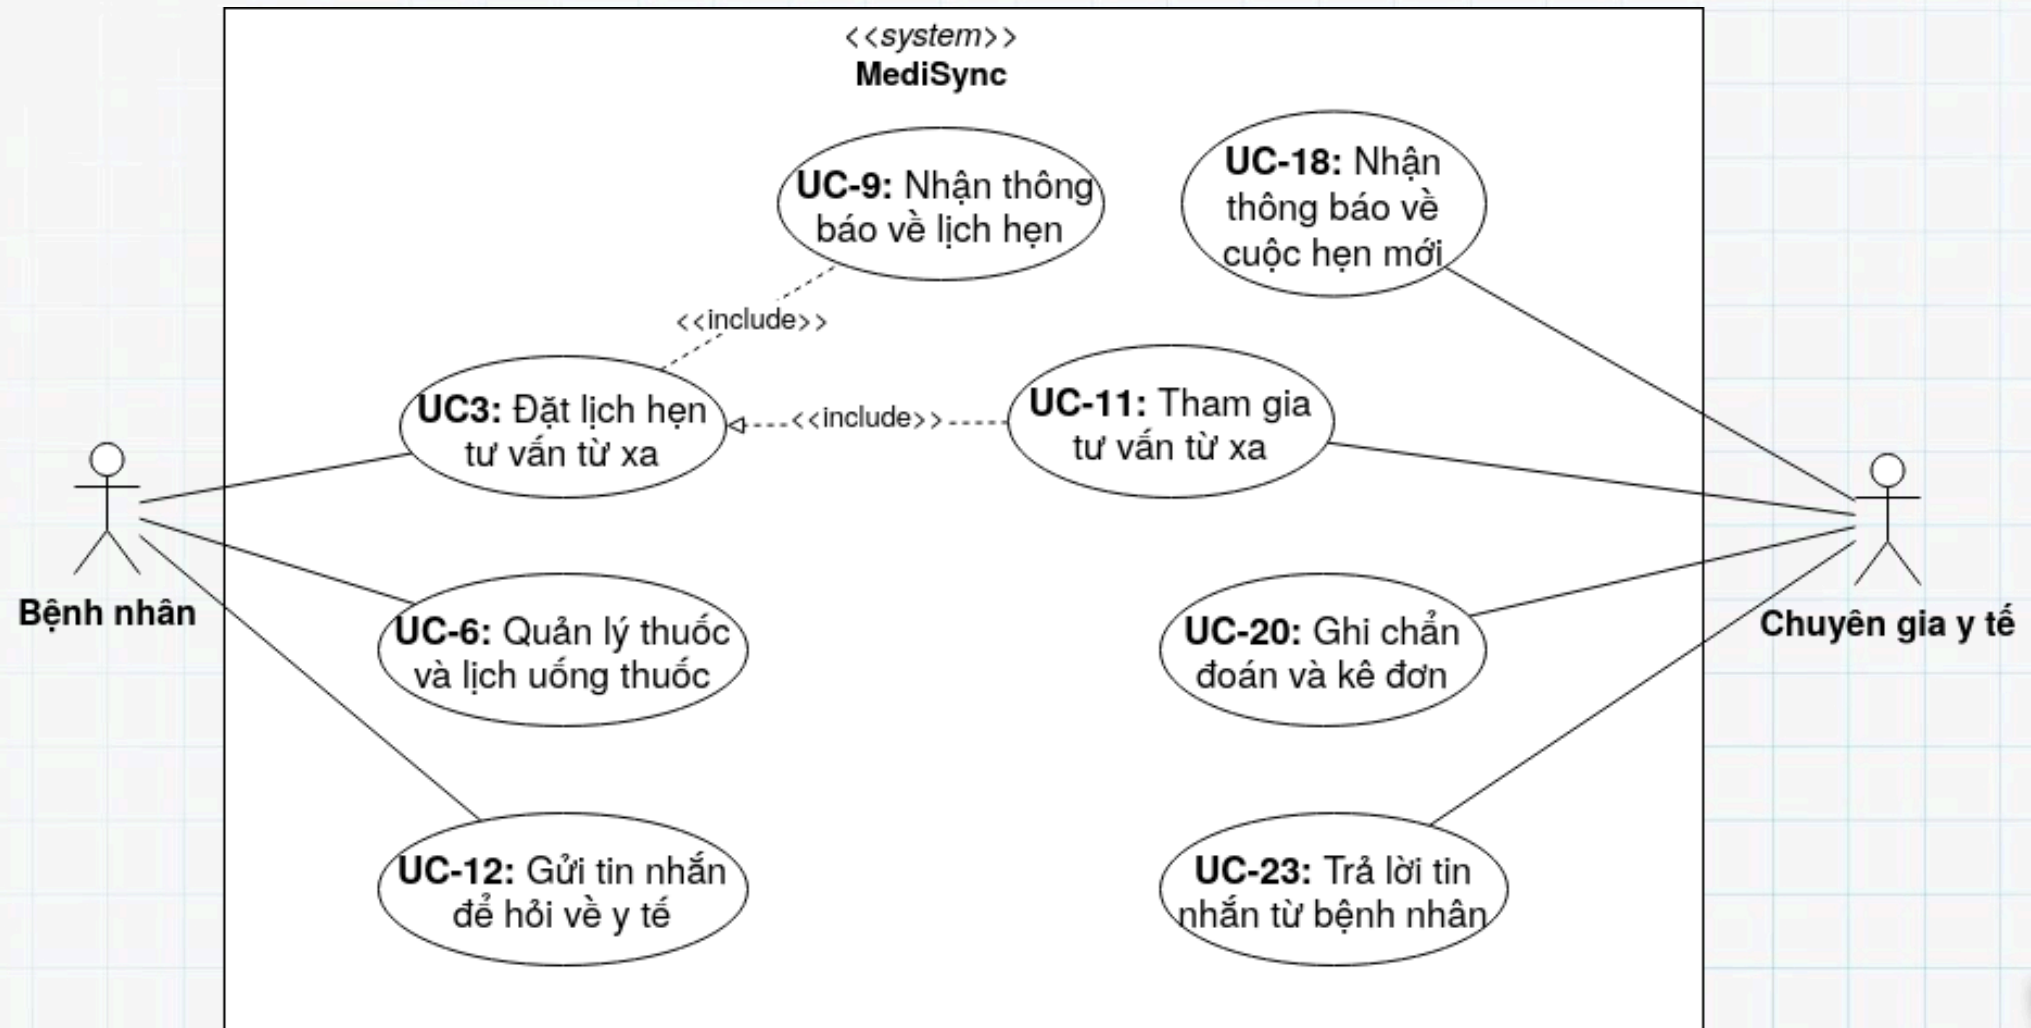 <<system>>
MediSync
UC-9: Nhận thông
báo về lịch hẹn
UC-18: Nhận
thông báo về
cuộc hẹn mới
<<include>>
UC3: Đặt lịch hẹn
tư vấn từ xa
<<include>>
UC-11: Tham gia
tư vấn từ xa
Bệnh nhân
Chuyên gia y tế
UC-6: Quản lý thuốc
và lịch uống thuốc
UC-20: Ghi chẩn
đoán và kê đơn
UC-12: Gửi tin nhắn
để hỏi về y tế
UC-23: Trả lời tin
nhắn từ bệnh nhân